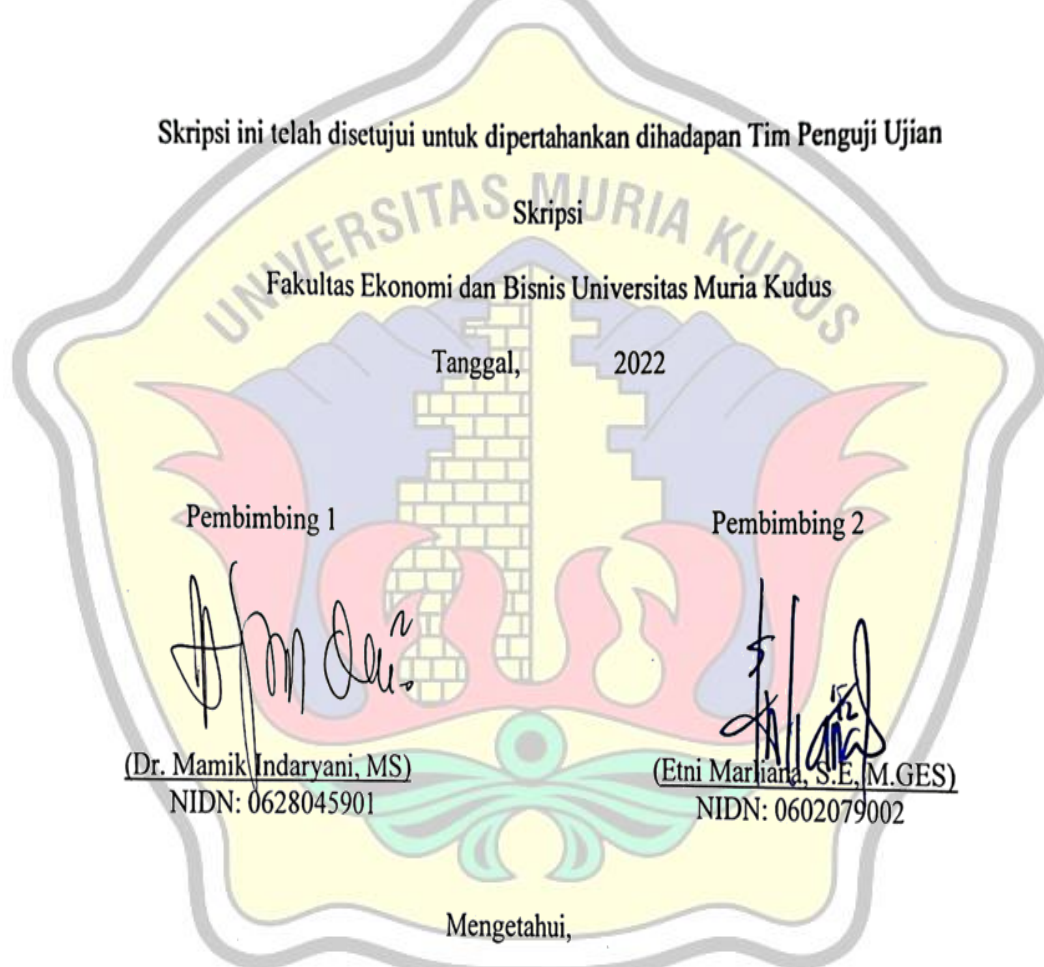 Skripsi ini telah disetujui untuk dipertahankan dihadapan Tim Penguji Ujian
UNIVERSITAS MURIA KUDUS
Skripsi
Fakultas Ekonomi dan Bisnis Universitas Muria Kudus
Tanggal, 2022
Pembimbing 1
Pembimbing 2
(Dr. Mamik Indaryani, MS)
NIDN: 0628045901
(Etni Marliana, S.E, M.GES)
NIDN: 0602079002
Mengetahui,